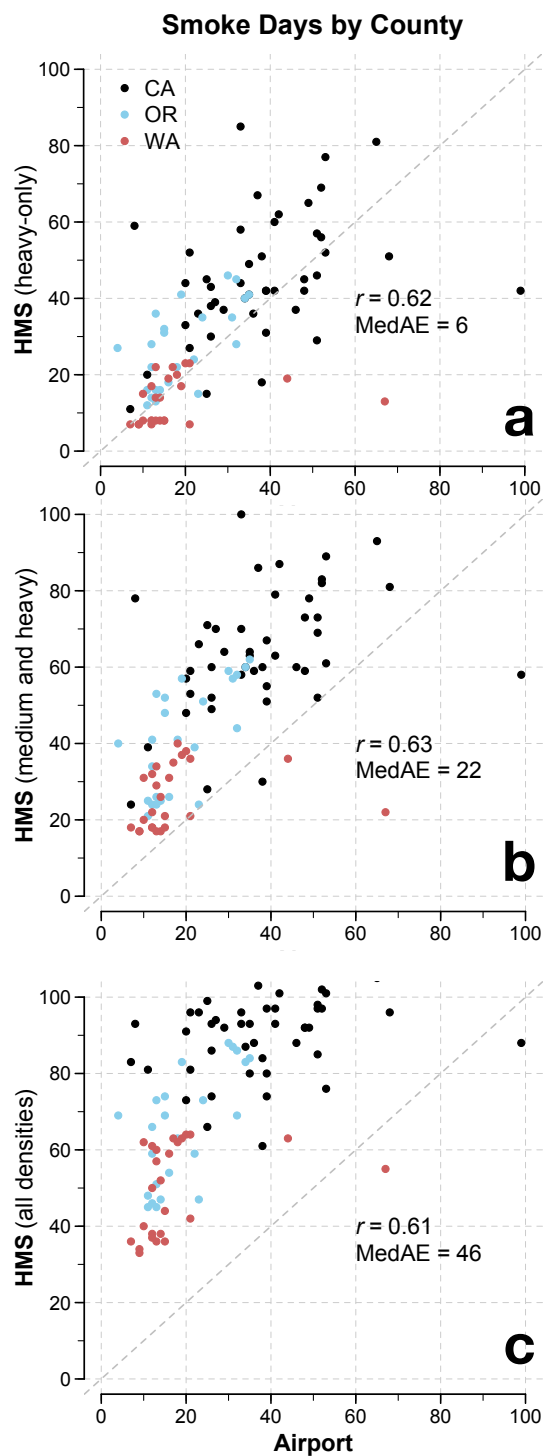 Smoke Days by County
100
80
60
40
20
0
HMS (heavy-only)
CA
OR
WA
r = 0.62
MedAE = 6
a
0 20 40 60 80 100
100
80
60
40
20
0
HMS (medium and heavy)
r = 0.63
MedAE = 22
b
0 20 40 60 80 100
100
80
60
40
20
0
HMS (all densities)
r = 0.61
MedAE = 46
c
0 20 40 60 80 100
Airport